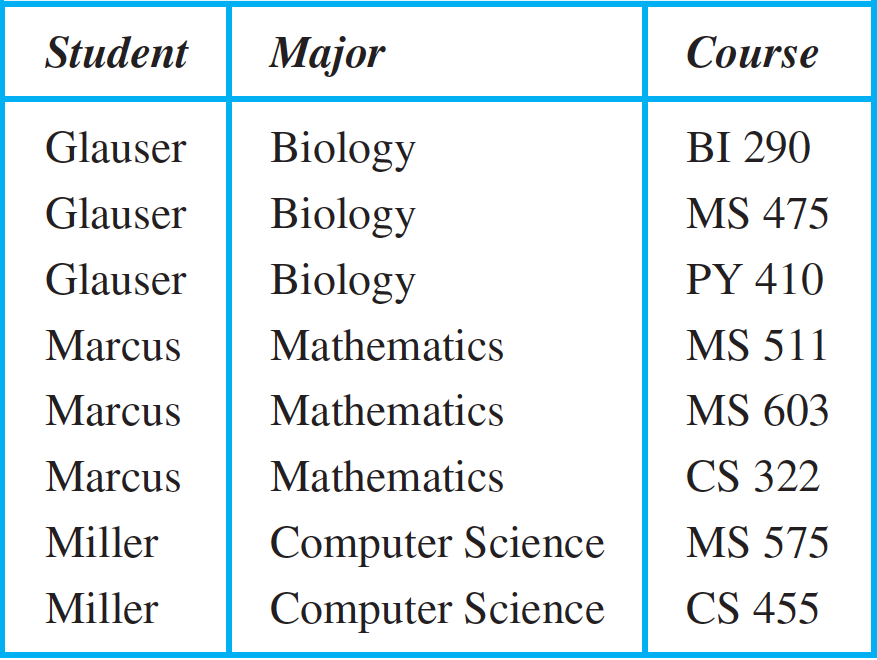 Student Major Course
Glauser Biology BI 290
Glauser Biology MS 475
Glauser Biology PY 410
Marcus Mathematics MS 511
Marcus Mathematics MS 603
Marcus Mathematics CS 322
Miller Computer Science MS 575
Miller Computer Science CS 455